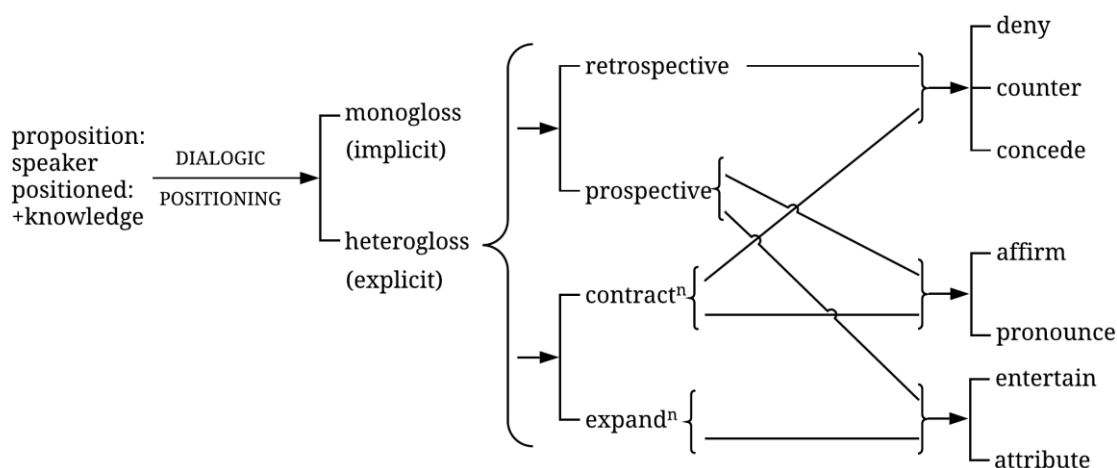 proposition:
speaker
positioned:
+knowledge
DIALOGIC
POSITIONING
monogloss
(implicit)
heterogloss
(explicit)
retrospective
prospective
contractⁿ
expandⁿ
deny
counter
concede
affirm
pronounce
entertain
attribute